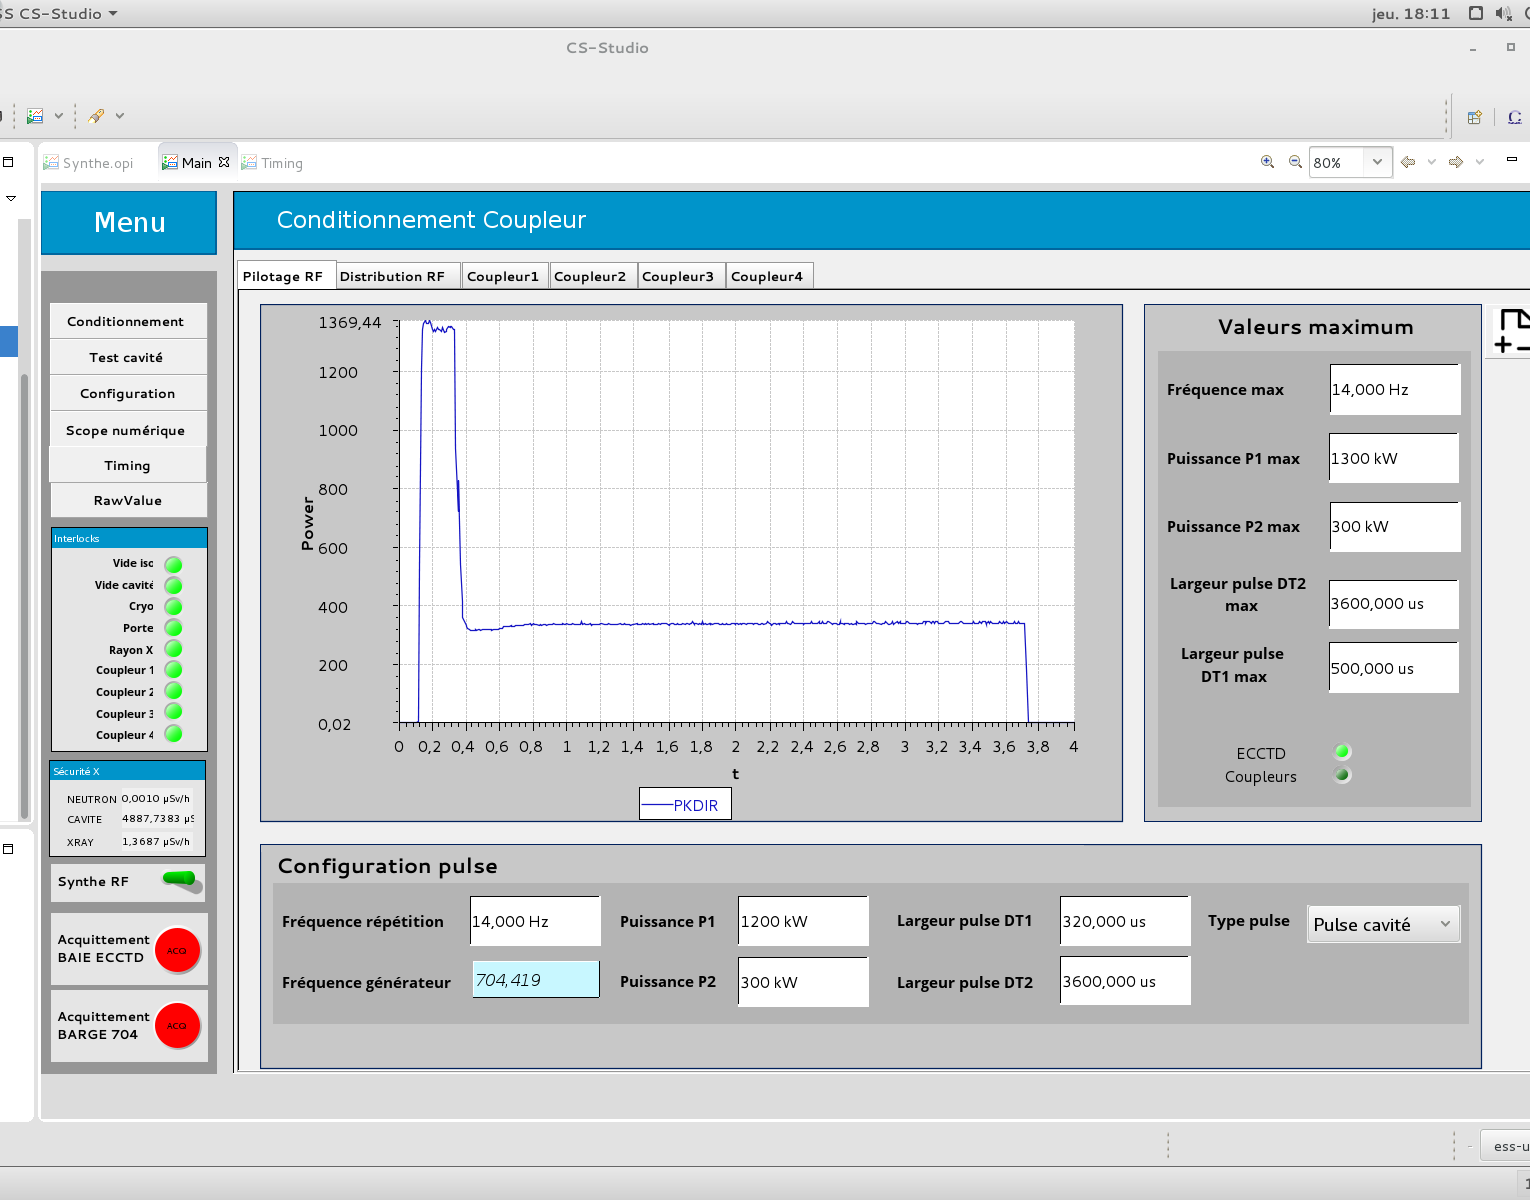 SS CS-Studio
jeu. 18:11
CS-Studio
Synthe.opi
Main
Timing
80%
Menu
Conditionnement Coupleur
Pilotage RF
Distribution RF
Coupleur1
Coupleur2
Coupleur3
Coupleur4
Conditionnement
Test cavité
Configuration
Scope numérique
Timing
RawValue
Interlocks
Vide iso
Vide cavité
Cryo
Porte
Rayon X
Coupleur 1
Coupleur 2
Coupleur 3
Coupleur 4
Sécurité X
NEUTRON 0,0010 µSv/h
CAVITE 4887,7383 µS
XRAY 1,3687 µSv/h
Synthe RF
Acquittement
BAIE ECCTD
ACQ
Acquittement
BARGE 704
ACQ
1369,44
1200
1000
800
600
400
200
0,02
Power
0 0,2 0,4 0,6 0,8 1 1,2 1,4 1,6 1,8 2 2,2 2,4 2,6 2,8 3 3,2 3,4 3,6 3,8 4
t
PKDIR
Valeurs maximum
Fréquence max 14,000 Hz
Puissance P1 max 1300 kW
Puissance P2 max 300 kW
Largeur pulse DT2
max
3600,000 us
Largeur pulse
DT1 max
500,000 us
ECCTD
Coupleurs
Configuration pulse
Fréquence répétition 14,000 Hz Puissance P1 1200 kW Largeur pulse DT1 320,000 us Type pulse Pulse cavité
Fréquence générateur 704,419 Puissance P2 300 kW Largeur pulse DT2 3600,000 us
ess-u